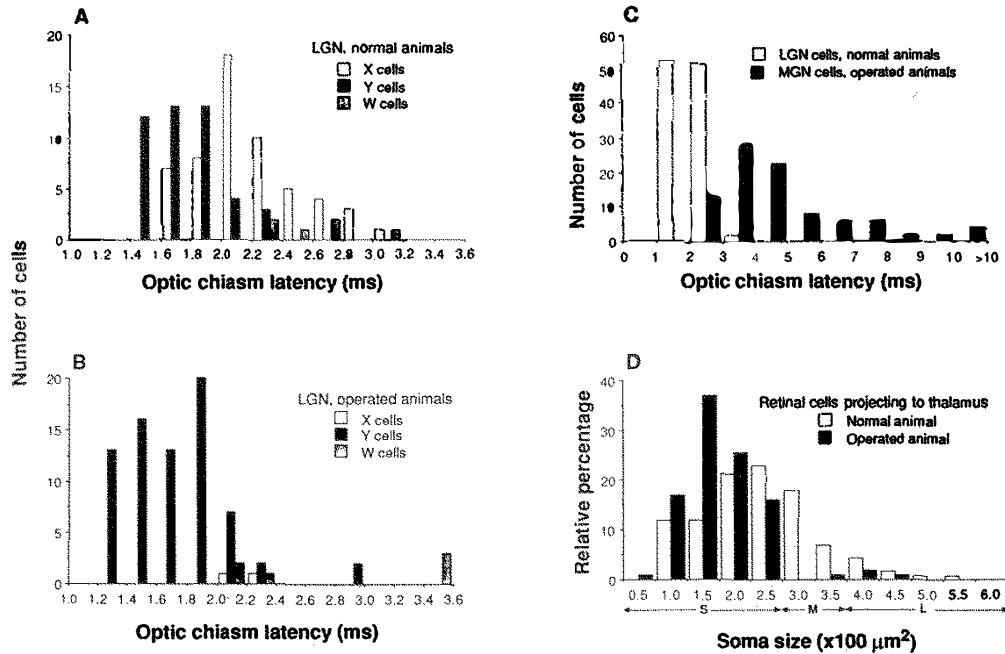 Number of cells
A
LGN, normal animals
X cells
Y cells
W cells
20
15
10
5
0
1.0 1.2 1.4 1.6 1.8 2.0 2.2 2.4 2.6 2.8 3.0 3.2 3.4 3.6
Optic chiasm latency (ms)
B
LGN, operated animals
X cells
Y cells
W cells
20
15
10
5
0
1.0 1.2 1.4 1.6 1.8 2.0 2.2 2.4 2.6 2.8 3.0 3.2 3.4 3.6
Optic chiasm latency (ms)
C
Number of cells
LGN cells, normal animals
MGN cells, operated animals
60
50
40
30
20
10
0
0 1 2 3 4 5 6 7 8 9 10 >10
Optic chiasm latency (ms)
D
Relative percentage
Retinal cells projecting to thalamus
Normal animal
Operated animal
40
30
20
10
0
0.5 1.0 1.5 2.0 2.5 3.0 3.5 4.0 4.5 5.0 5.5 6.0
S M L
Soma size (x100 µm²)